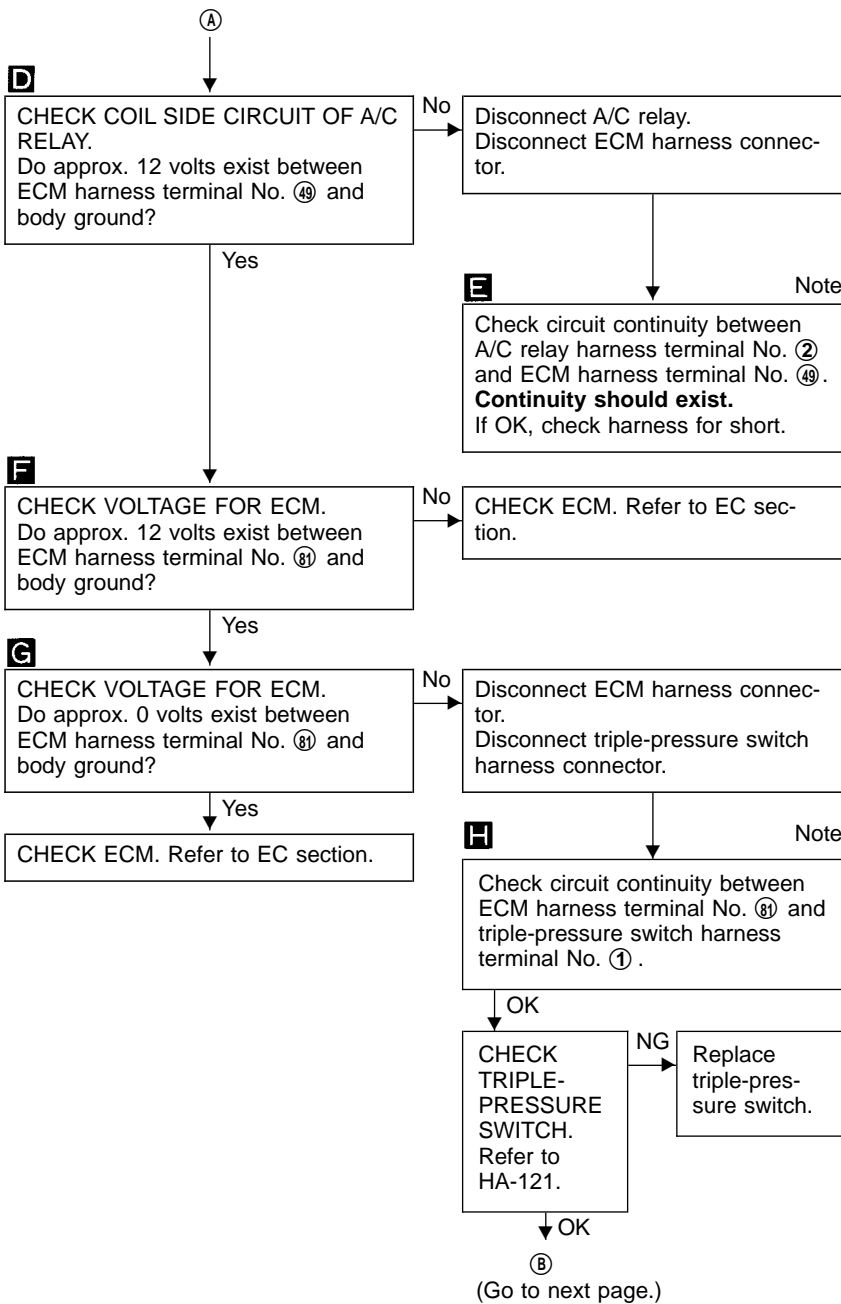 Ⓐ
D
CHECK COIL SIDE CIRCUIT OF A/C
RELAY.
Do approx. 12 volts exist between
ECM harness terminal No. ㊾ and
body ground?
No
Disconnect A/C relay.
Disconnect ECM harness connec-
tor.
Yes
E
Note
Check circuit continuity between
A/C relay harness terminal No. ②
and ECM harness terminal No. ㊾.
Continuity should exist.
If OK, check harness for short.
F
CHECK VOLTAGE FOR ECM.
Do approx. 12 volts exist between
ECM harness terminal No. (81) and
body ground?
No
CHECK ECM. Refer to EC sec-
tion.
Yes
G
CHECK VOLTAGE FOR ECM.
Do approx. 0 volts exist between
ECM harness terminal No. (81) and
body ground?
No
Disconnect ECM harness connec-
tor.
Disconnect triple-pressure switch
harness connector.
Yes
CHECK ECM. Refer to EC section.
H
Note
Check circuit continuity between
ECM harness terminal No. (81) and
triple-pressure switch harness
terminal No. ① .
OK
CHECK
TRIPLE-
PRESSURE
SWITCH.
Refer to
HA-121.
NG
Replace
triple-pres-
sure switch.
OK
Ⓑ
(Go to next page.)